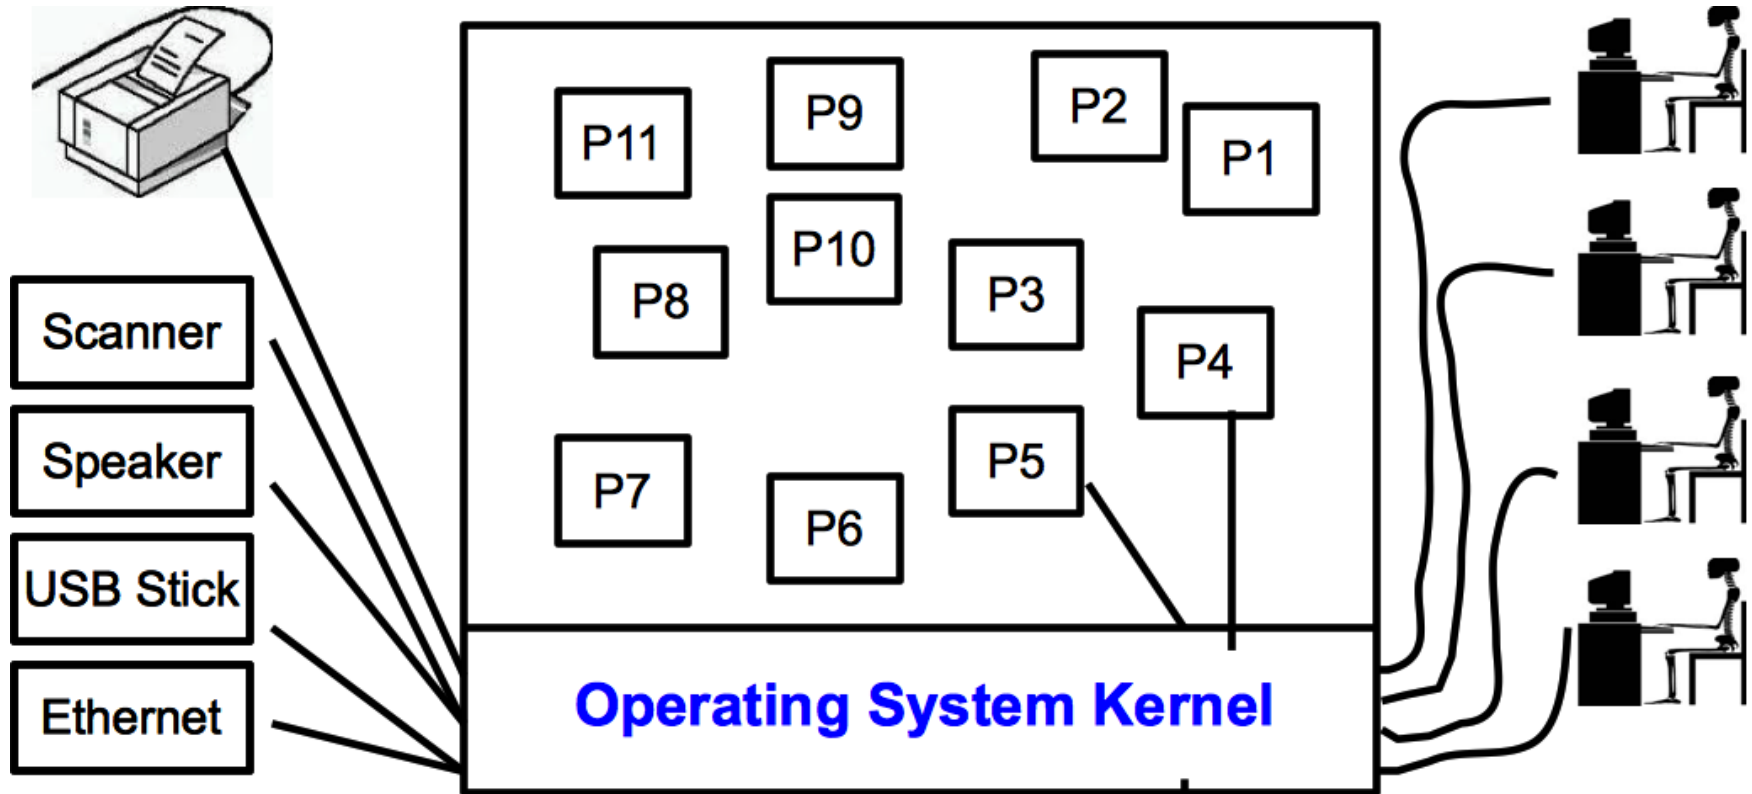 P11
P9
P2
P1
P10
P8
P3
P4
P7
P6
P5
Scanner
Speaker
USB Stick
Ethernet
Operating System Kernel